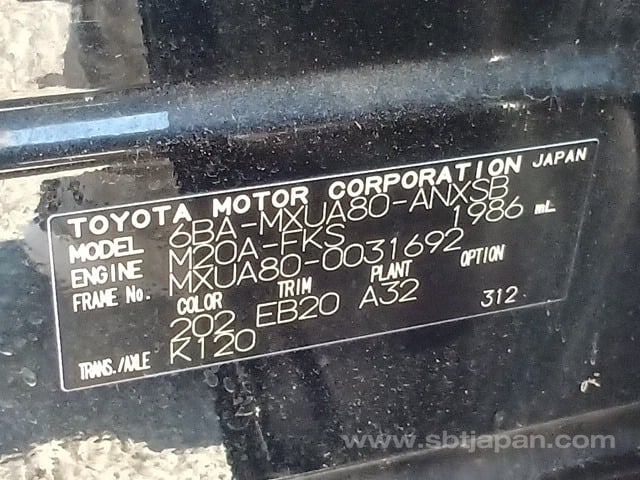 TOYOTA MOTOR CORPORATION JAPAN
MODEL 6BA-MXUA80-ANXSB
ENGINE M20A-FKS 1986 mL
FRAME No. MXUA80-0031692
COLOR TRIM PLANT OPTION
202 EB20 A32 312
TRANS./AXLE K120
www.sbtjapan.com